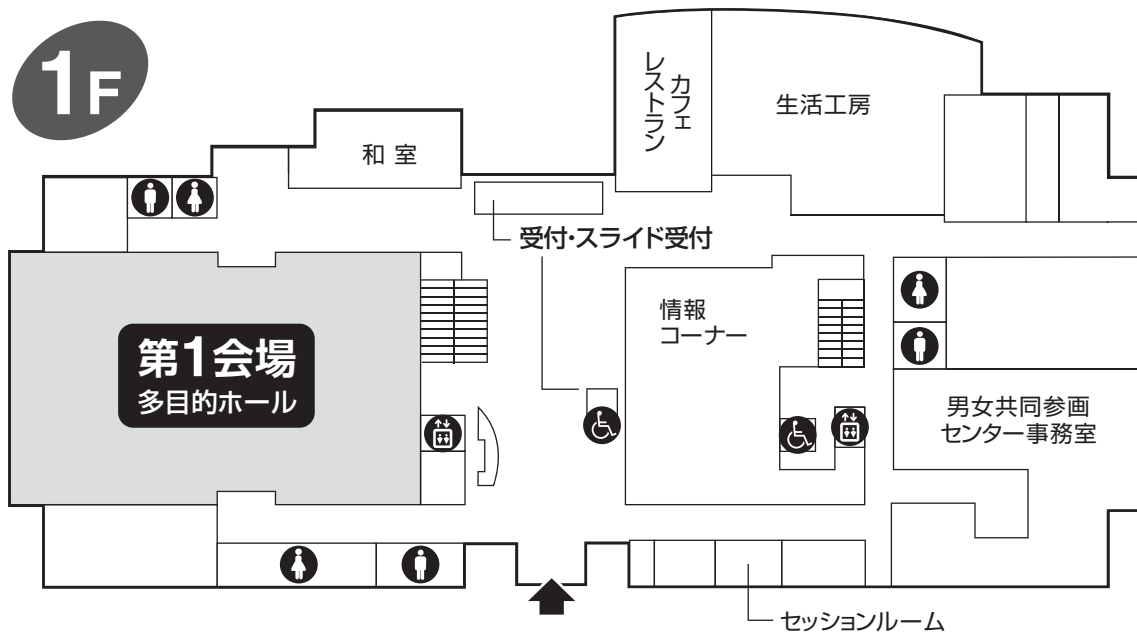 1F
カフェ
レストラン
生活工房
和 室
受付・スライド受付
情報
コーナー
第1会場
多目的ホール
男女共同参画
センター事務室
セッションルーム